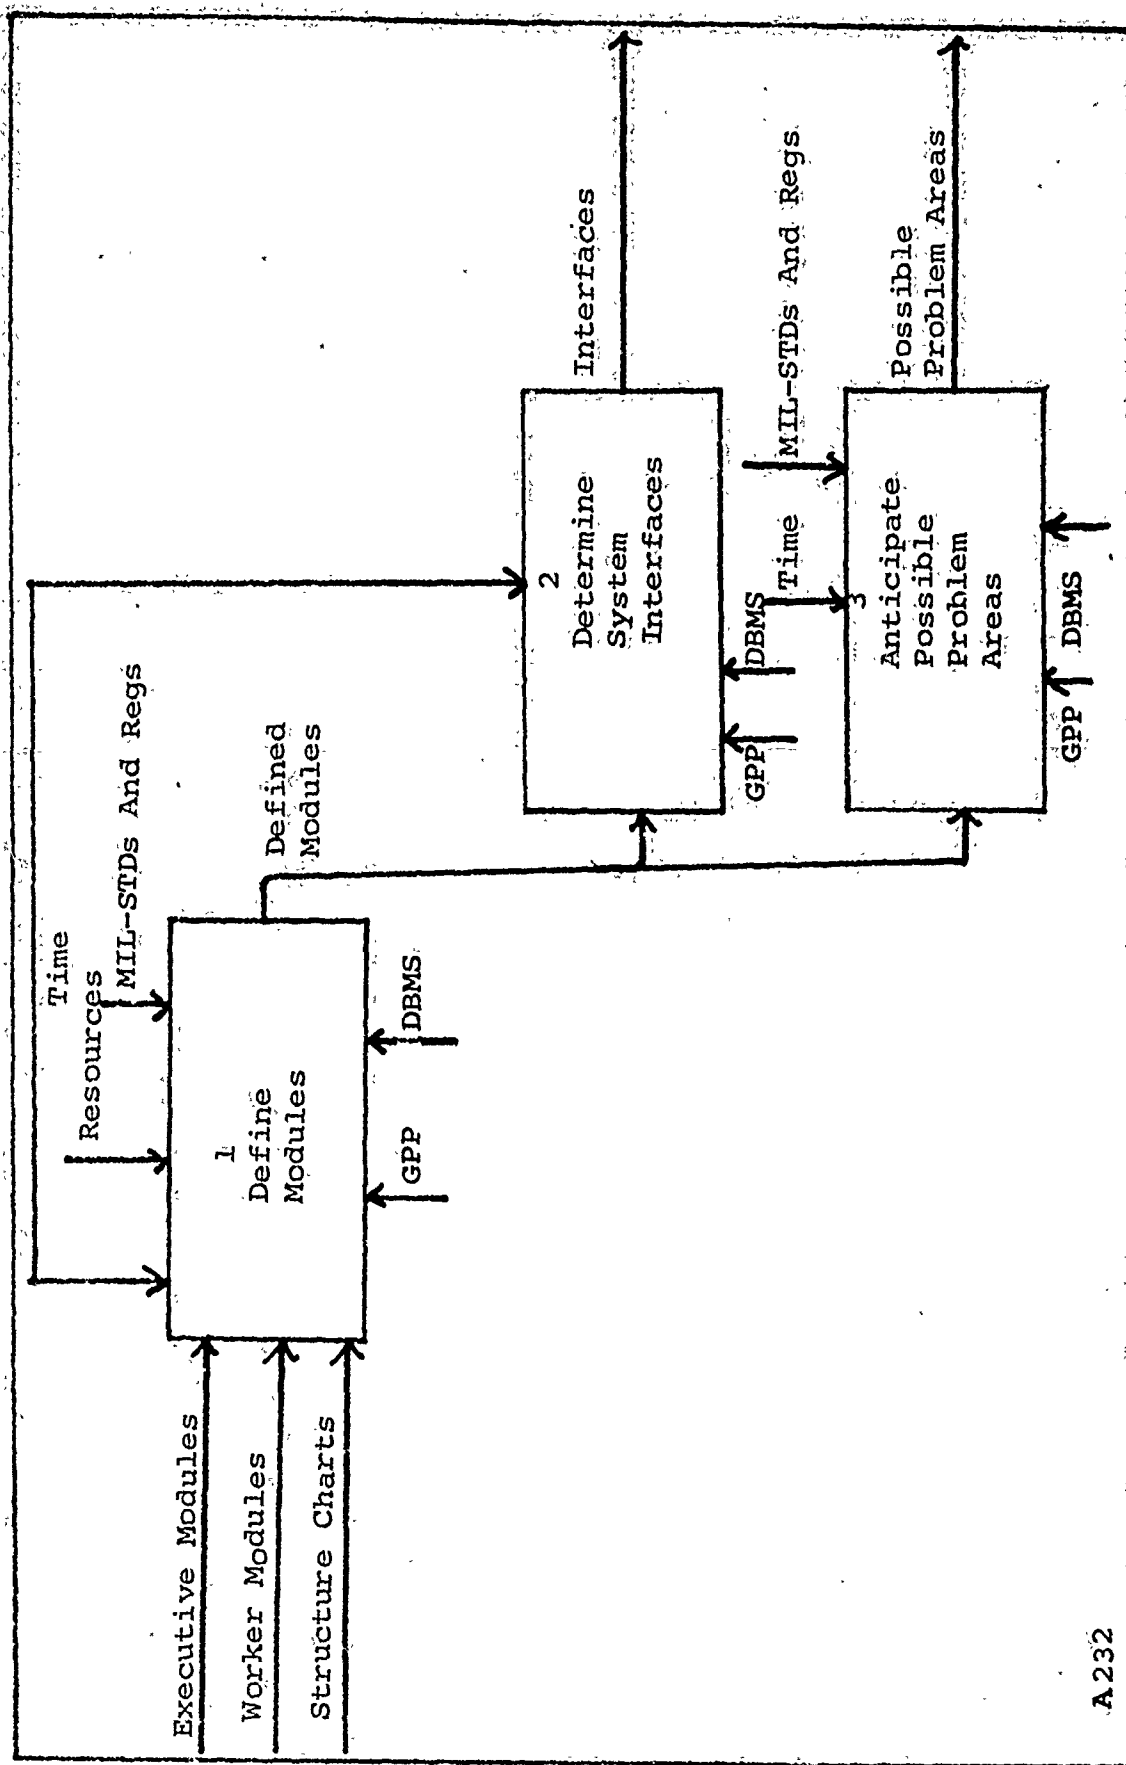 Time
Resources
MIL-STDs And Regs
Executive Modules
Worker Modules
Structure Charts
1
Define
Modules
GPP
DBMS
Defined
Modules
2
Determine
System
Interfaces
Interfaces
GPP
DBMS
Time
MIL-STDs And Regs
3
Anticipate
Possible
Problem
Areas
Possible
Problem Areas
GPP
DBMS
A232